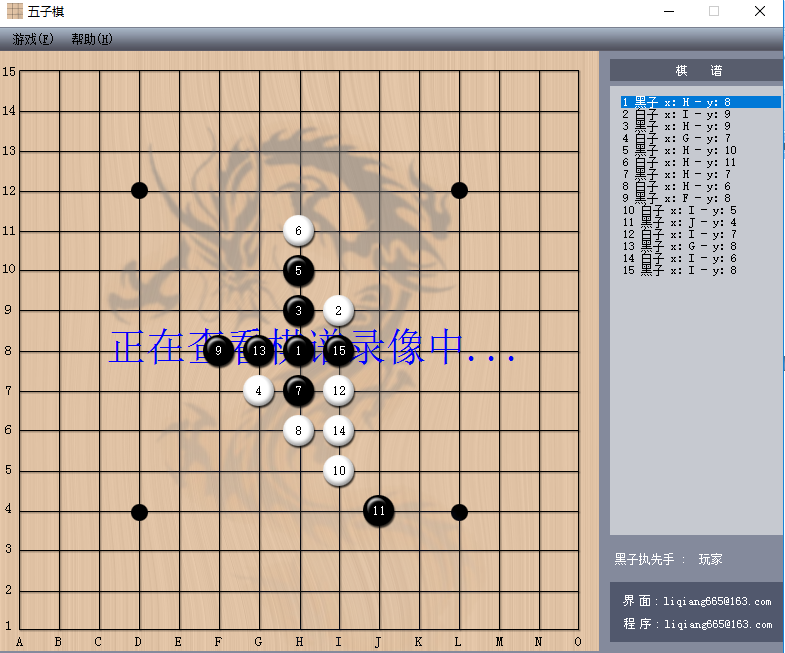 五子棋
游戏(F) 帮助(H)
棋 谱
1 黑子 x: H - y: 8
2 白子 x: I - y: 9
3 黑子 x: H - y: 9
4 白子 x: G - y: 7
5 黑子 x: H - y: 10
6 白子 x: H - y: 11
7 黑子 x: H - y: 7
8 白子 x: H - y: 6
9 黑子 x: F - y: 8
10 白子 x: I - y: 5
11 黑子 x: J - y: 4
12 白子 x: I - y: 7
13 黑子 x: G - y: 8
14 白子 x: I - y: 6
15 黑子 x: I - y: 8
15
14
13
12
11 6
10 5
9 3 2
正在查看棋谱录像中...
8 9 13 1 15
7 4 7 12
6 8 14
5 10
4 11
3
2
1
A B C D E F G H I J K L M N O
黑子执先手 : 玩家
界 面 : liqiang665@163.com
程 序 : liqiang665@163.com